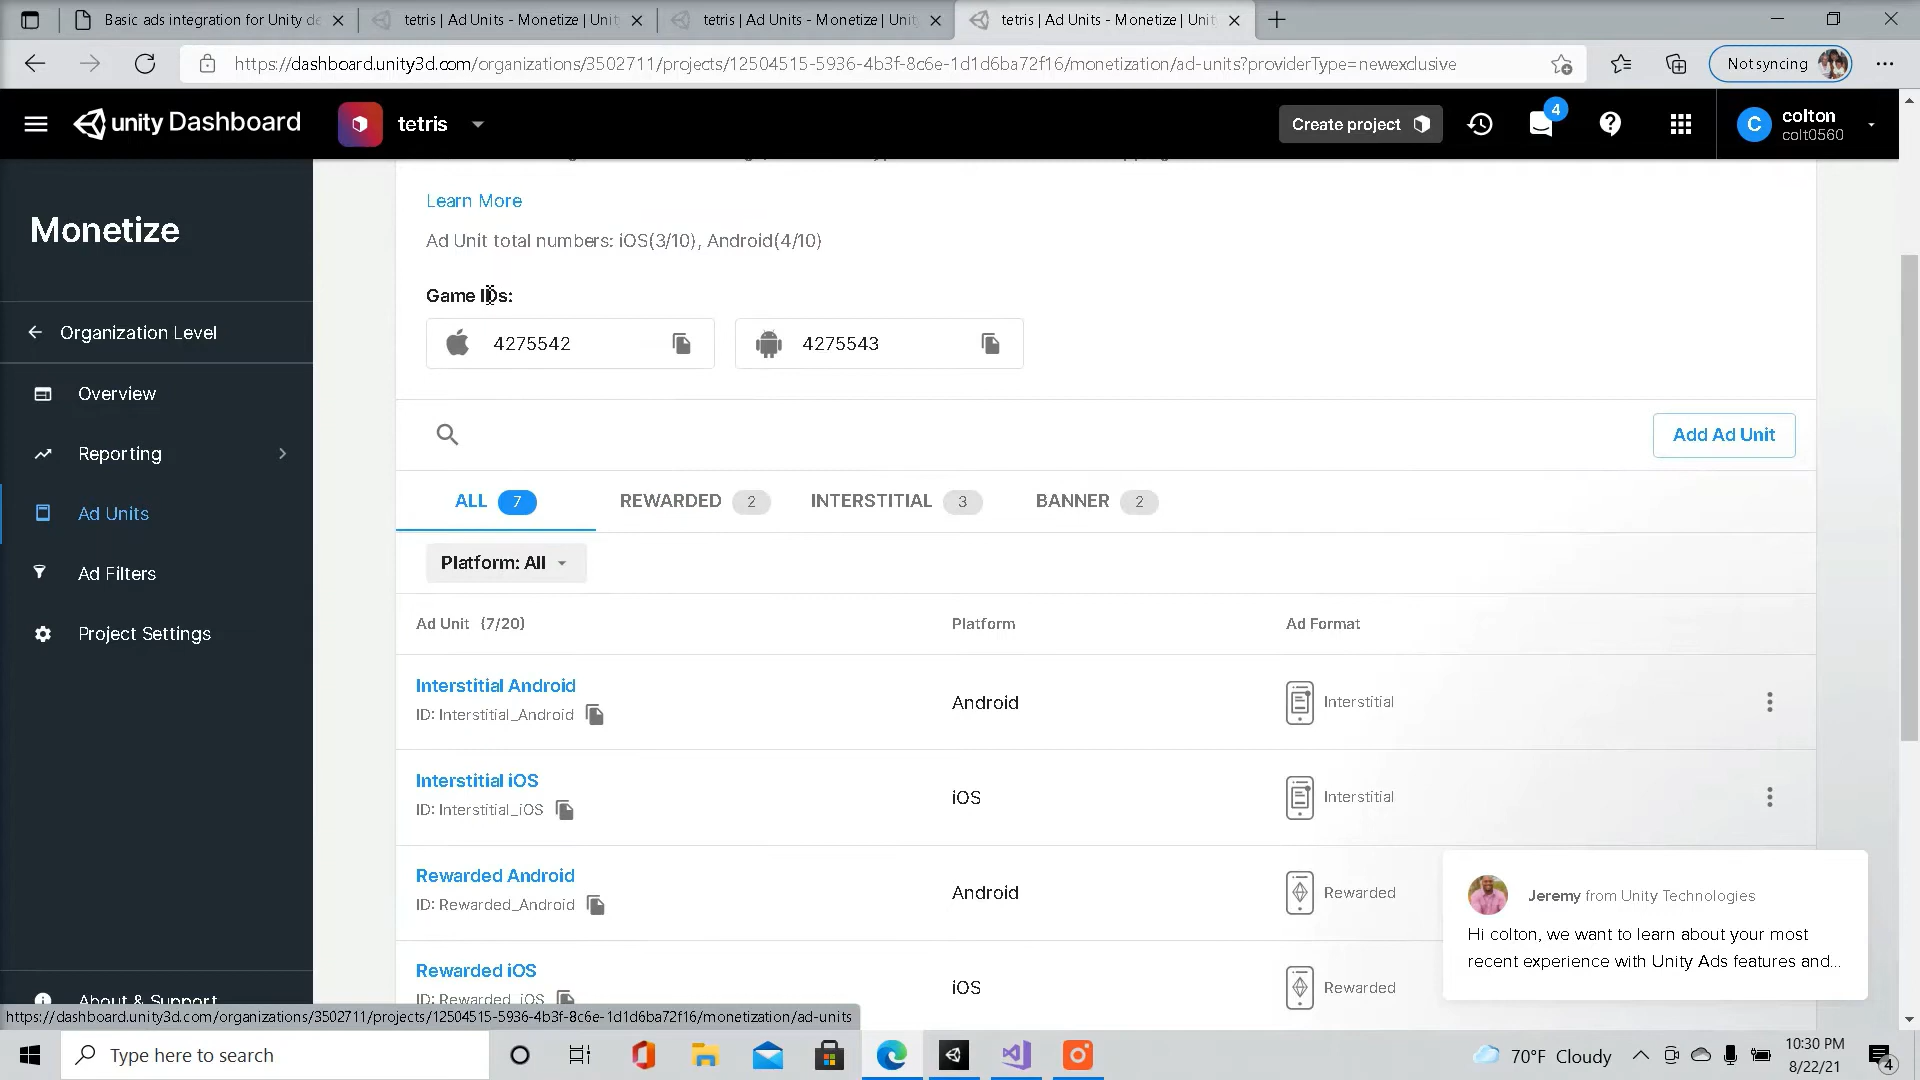 Basic ads integration for Unity de
tetris | Ad Units - Monetize | Unit
tetris | Ad Units - Monetize | Unit
tetris | Ad Units - Monetize | Unit
https://dashboard.unity3d.com/organizations/3502711/projects/12504515-5936-4b3f-8c6e-1d1d6ba72f16/monetization/ad-units?providerType=newexclusive
Not syncing
unity Dashboard
tetris
Create project
4
C
colton
colt0560
Monetize
Organization Level
Overview
Reporting
Ad Units
Ad Filters
Project Settings
About & Support
Learn More
Ad Unit total numbers: iOS(3/10), Android(4/10)
Game IDs:
4275542
4275543
Add Ad Unit
ALL 7
REWARDED 2
INTERSTITIAL 3
BANNER 2
Platform: All
Ad Unit (7/20)
Platform
Ad Format
Interstitial Android
ID: Interstitial_Android
Android
Interstitial
Interstitial iOS
ID: Interstitial_iOS
iOS
Interstitial
Rewarded Android
ID: Rewarded_Android
Android
Rewarded
Rewarded iOS
ID: Rewarded_iOS
iOS
Rewarded
Jeremy from Unity Technologies
Hi colton, we want to learn about your most
recent experience with Unity Ads features and...
https://dashboard.unity3d.com/organizations/3502711/projects/12504515-5936-4b3f-8c6e-1d1d6ba72f16/monetization/ad-units
Type here to search
70°F Cloudy
10:30 PM
8/22/21
4